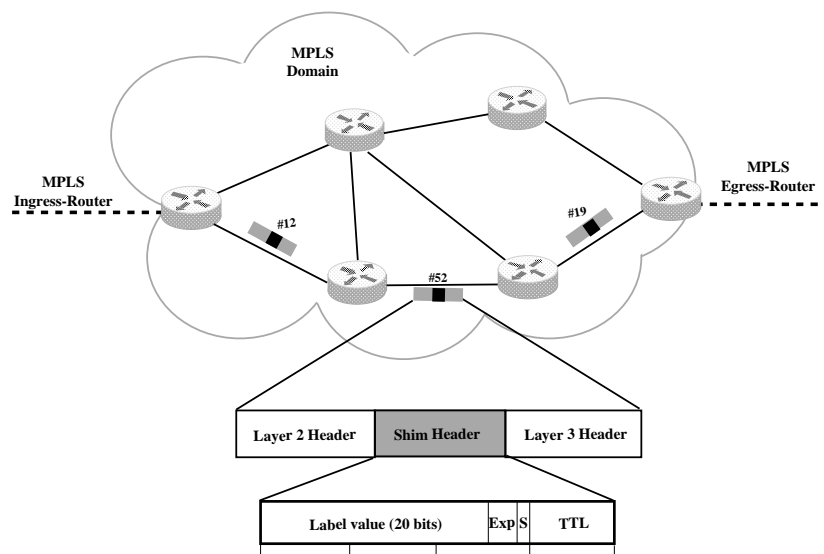 MPLS
Domain
MPLS
Ingress-Router
MPLS
Egress-Router
#12
#19
#52
Layer 2 Header
Shim Header
Layer 3 Header
Label value (20 bits)
Exp
S
TTL